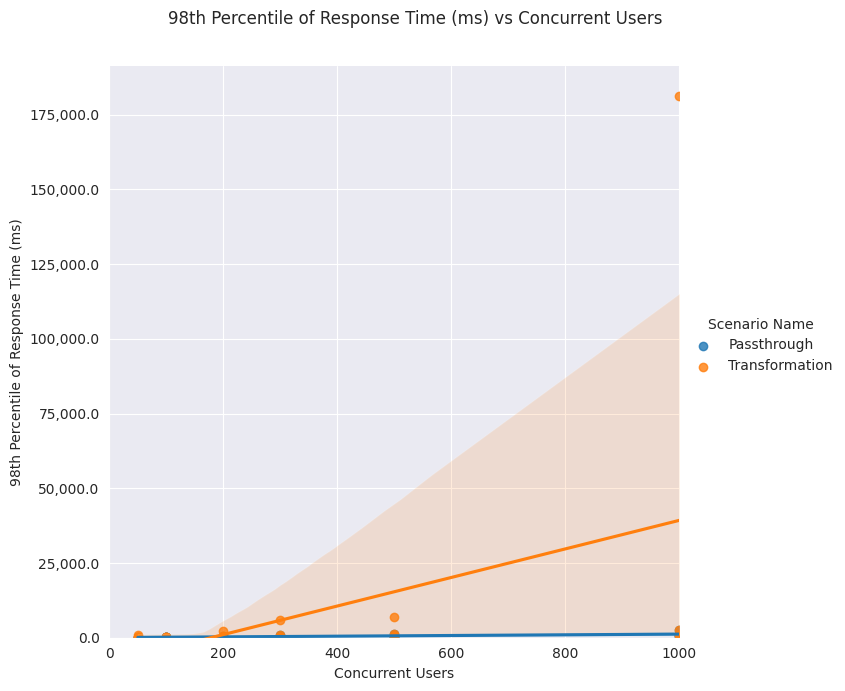 98th Percentile of Response Time (ms) vs Concurrent Users
175,000.0
150,000.0
125,000.0
100,000.0
75,000.0
50,000.0
25,000.0
0.0
98th Percentile of Response Time (ms)
0
200
400
600
800
1000
Concurrent Users
Scenario Name
Passthrough
Transformation